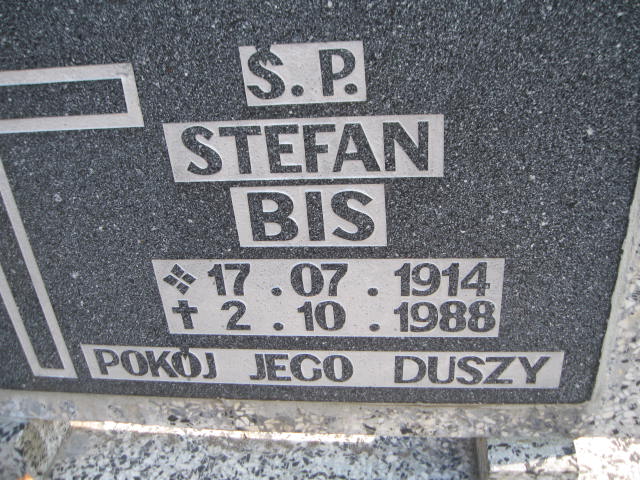 Ś.P.
STEFAN
BIS
17.07.1914
✝ 2.10.1988
POKÓJ JEGO DUSZY